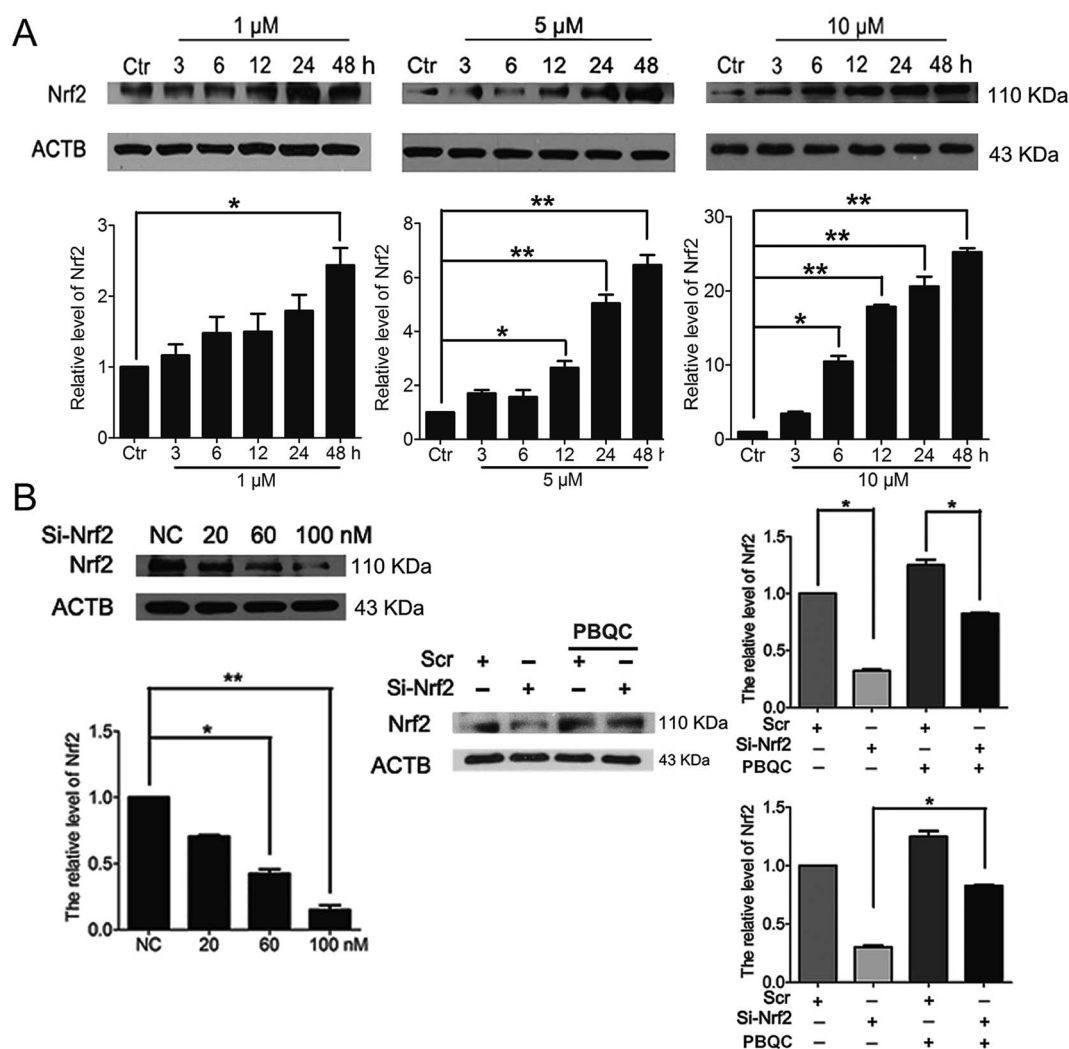 A
1 µM
5 µM
10 µM
Ctr 3 6 12 24 48 h
Ctr 3 6 12 24 48 h
Ctr 3 6 12 24 48 h
Nrf2
110 KDa
ACTB
43 KDa
Relative level of Nrf2
3
2
1
0
*
Ctr 3 6 12 24 48 h
1 µM
Relative level of Nrf2
8
6
4
2
0
**
**
*
Ctr 3 6 12 24 48 h
5 µM
Relative level of Nrf2
30
20
10
0
**
**
**
*
Ctr 3 6 12 24 48 h
10 µM
B
Si-Nrf2 NC 20 60 100 nM
Nrf2 110 KDa
ACTB 43 KDa
The relative level of Nrf2
1.5
1.0
0.5
0.0
**
*
NC 20 60 100 nM
PBQC
Scr + – + –
Si-Nrf2 – + – +
Nrf2 110 KDa
ACTB 43 KDa
The relative level of Nrf2
1.5
1.0
0.5
0.0
* *
Scr + – + –
Si-Nrf2 – + – +
PBQC – – + +
The relative level of Nrf2
1.5
1.0
0.5
0.0
*
Scr + – + –
Si-Nrf2 – + – +
PBQC – – + +